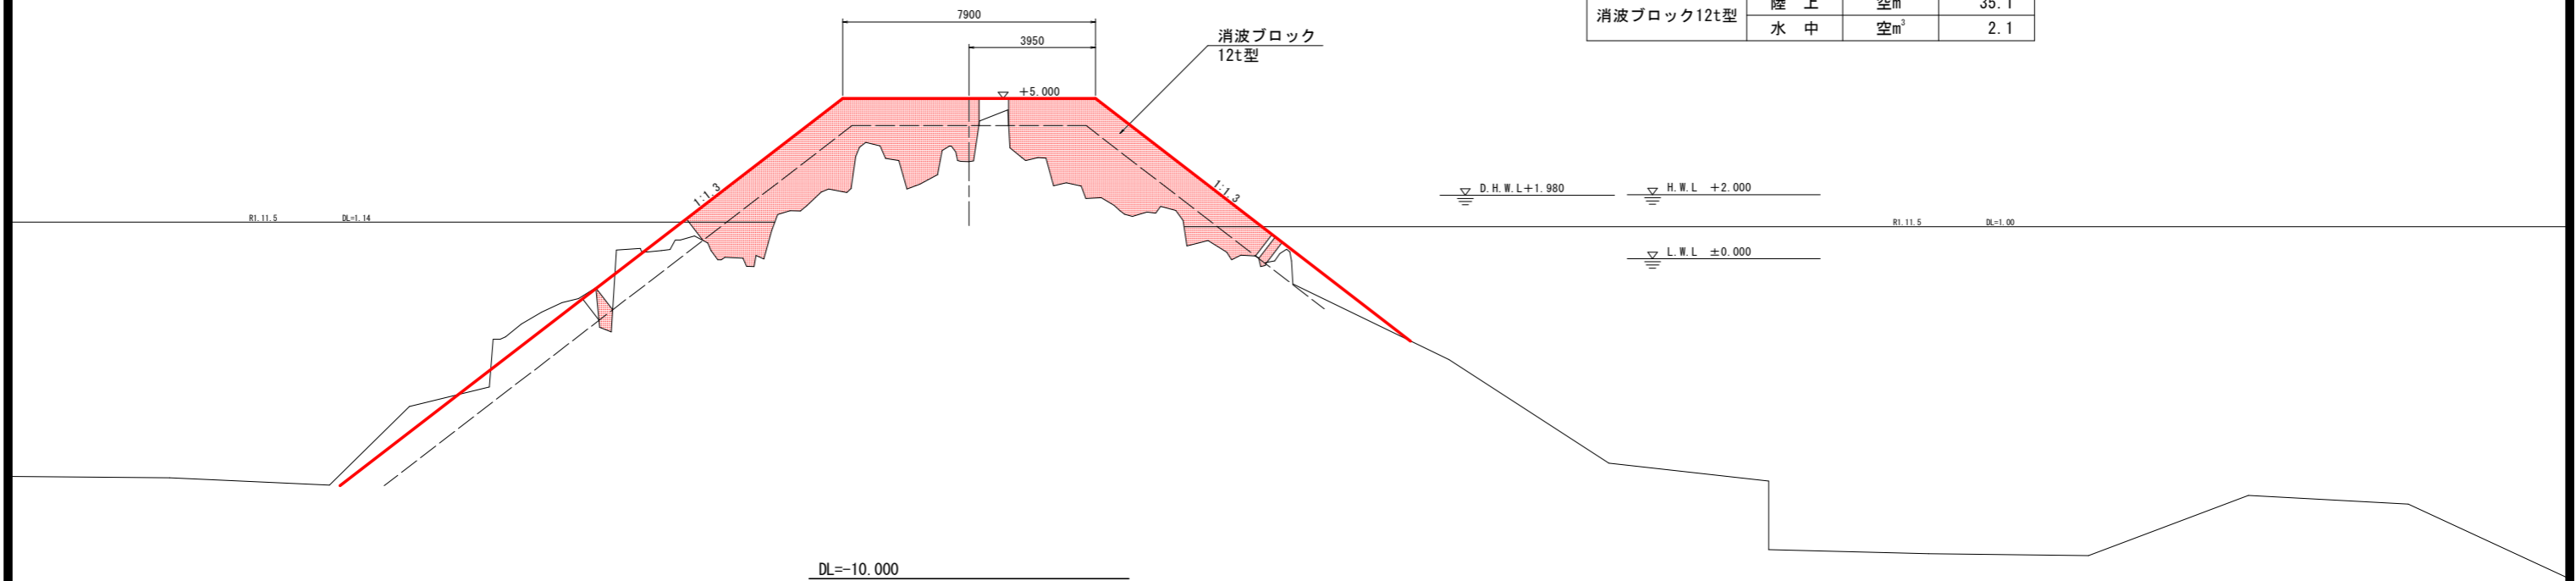 7900
3950
消波ブロック
12t型
+5.000
1:1.3
1:1.3
消波ブロック12t型
陸 上 空m 35.1
水 中 空m³ 2.1
D.H.W.L+1.980
H.W.L +2.000
R1.11.5 DL=1.14
R1.11.5 DL=1.00
L.W.L ±0.000
DL=-10.000